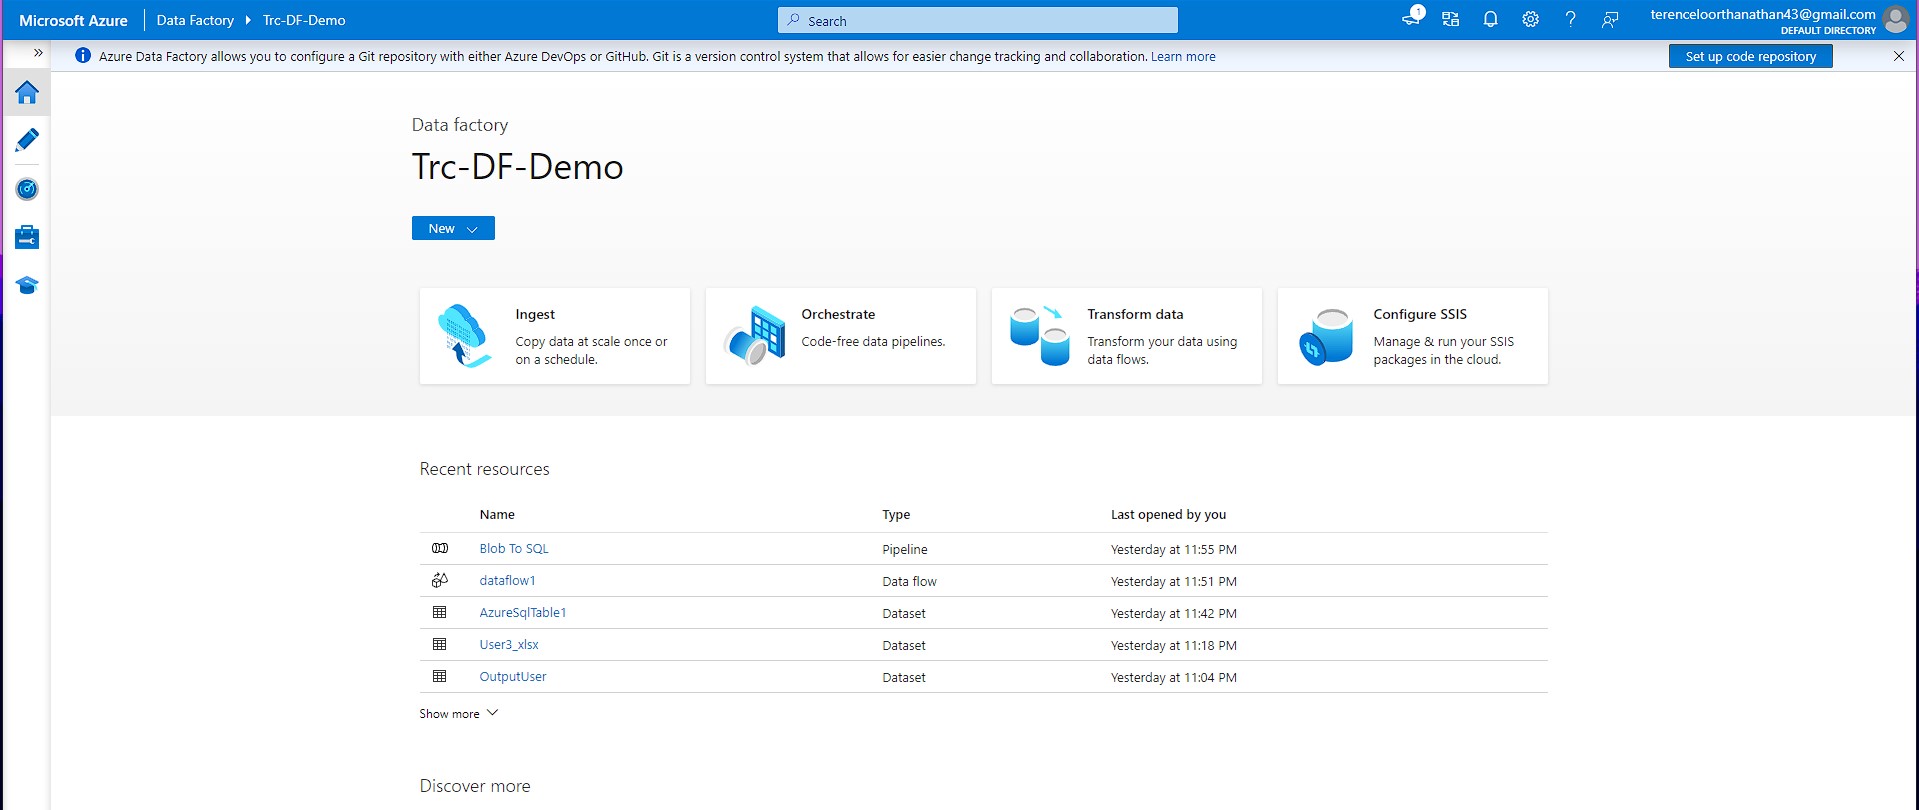 Microsoft Azure
Data Factory
Trc-DF-Demo
Search
1
terenceloorthanathan43@gmail.com
DEFAULT DIRECTORY
Azure Data Factory allows you to configure a Git repository with either Azure DevOps or GitHub. Git is a version control system that allows for easier change tracking and collaboration. Learn more
Set up code repository
Data factory
Trc-DF-Demo
New
Ingest
Copy data at scale once or
on a schedule.
Orchestrate
Code-free data pipelines.
Transform data
Transform your data using
data flows.
Configure SSIS
Manage & run your SSIS
packages in the cloud.
Recent resources
Name Type Last opened by you
Blob To SQL Pipeline Yesterday at 11:55 PM
dataflow1 Data flow Yesterday at 11:51 PM
AzureSqlTable1 Dataset Yesterday at 11:42 PM
User3_xlsx Dataset Yesterday at 11:18 PM
OutputUser Dataset Yesterday at 11:04 PM
Show more
Discover more